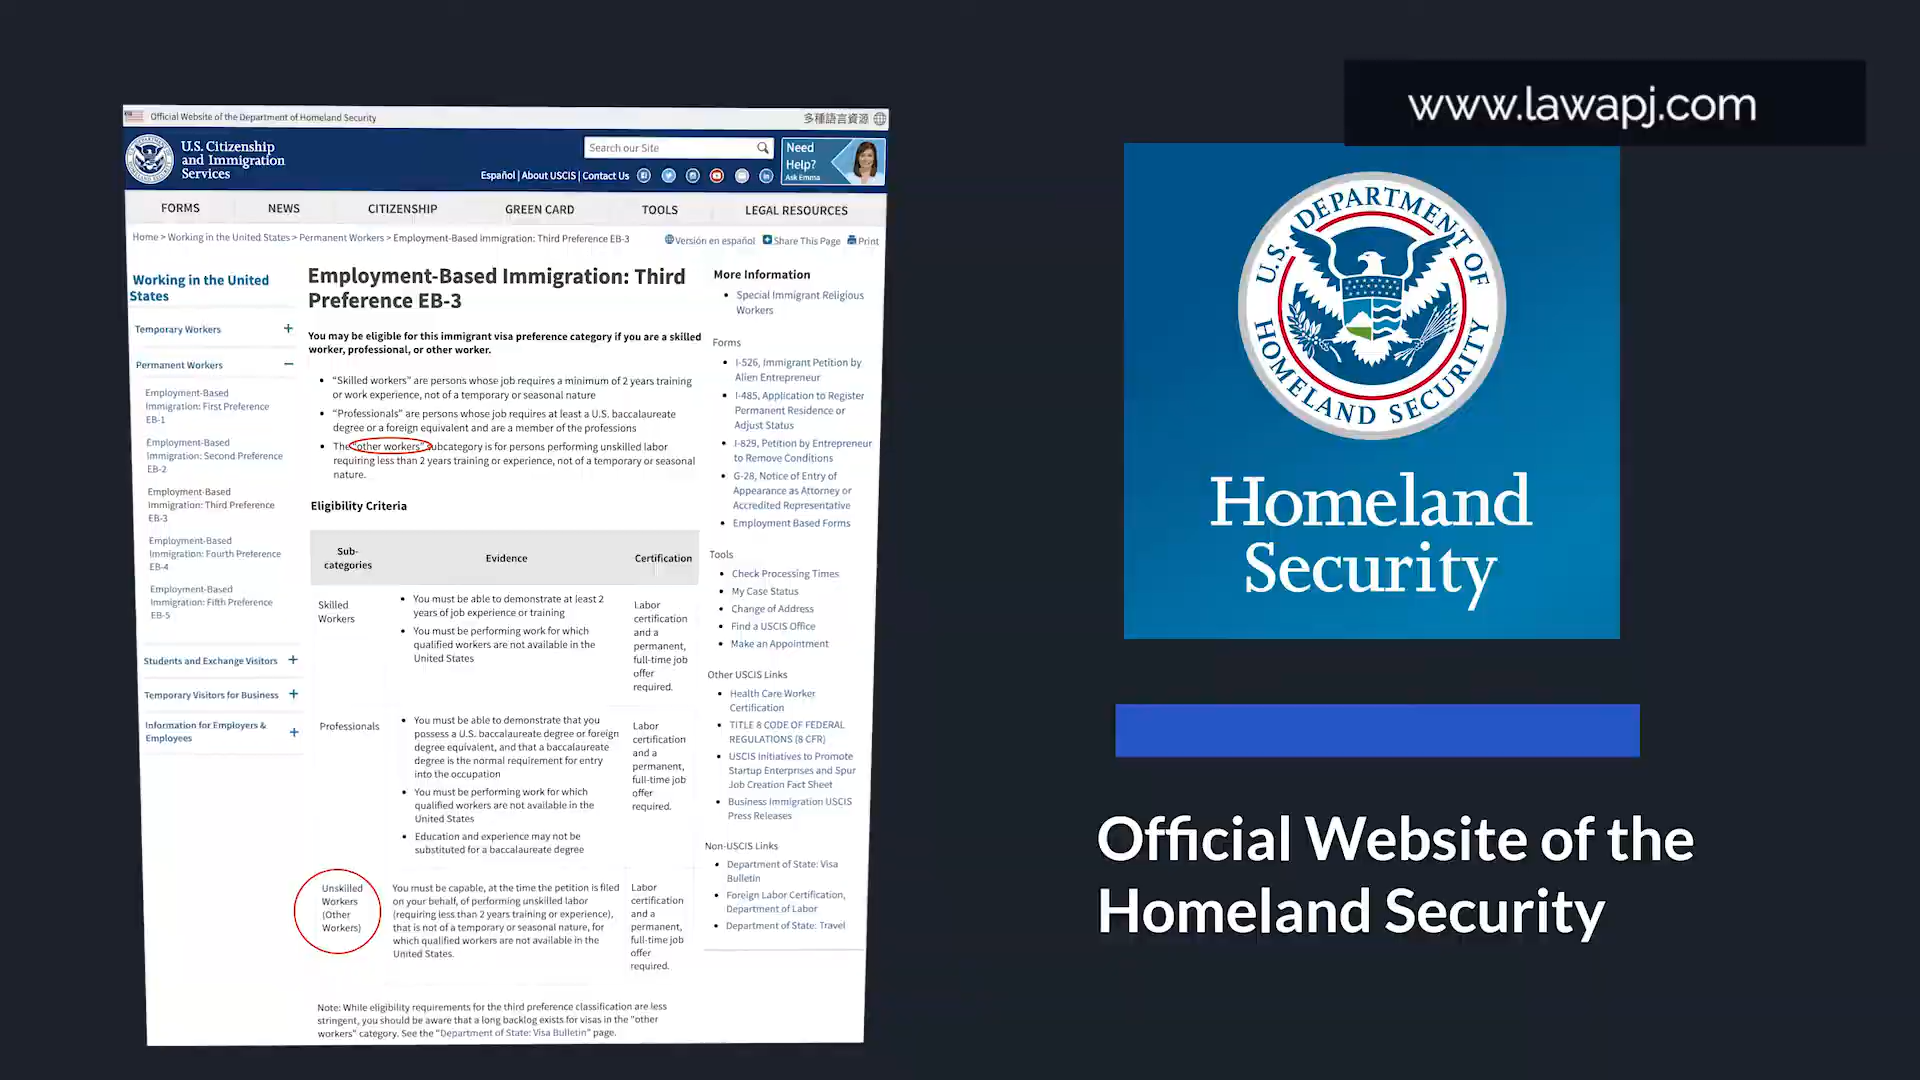 www.lawapj.com
Official Website of the Department of Homeland Security
多種語言資源
U.S. Citizenship
and Immigration
Services
Search our Site
Need
Help?
Ask Emma
Español | About USCIS | Contact Us
FORMS NEWS CITIZENSHIP GREEN CARD TOOLS LEGAL RESOURCES
Home > Working in the United States > Permanent Workers > Employment-Based Immigration: Third Preference EB-3
Versión en español Share This Page Print
Working in the United
States
Temporary Workers +
Permanent Workers −
Employment-Based
Immigration: First Preference
EB-1
Employment-Based
Immigration: Second Preference
EB-2
Employment-Based
Immigration: Third Preference
EB-3
Employment-Based
Immigration: Fourth Preference
EB-4
Employment-Based
Immigration: Fifth Preference
EB-5
Students and Exchange Visitors +
Temporary Visitors for Business +
Information for Employers &
Employees +
Employment-Based Immigration: Third
Preference EB-3
You may be eligible for this immigrant visa preference category if you are a skilled
worker, professional, or other worker.
• “Skilled workers” are persons whose job requires a minimum of 2 years training
or work experience, not of a temporary or seasonal nature
• “Professionals” are persons whose job requires at least a U.S. baccalaureate
degree or a foreign equivalent and are a member of the professions
• The “other workers” subcategory is for persons performing unskilled labor
requiring less than 2 years training or experience, not of a temporary or seasonal
nature.
Eligibility Criteria
Sub-
categories
Evidence
Certification
Skilled
Workers
• You must be able to demonstrate at least 2
years of job experience or training
• You must be performing work for which
qualified workers are not available in the
United States
Labor
certification
and a
permanent,
full-time job
offer
required.
Professionals
• You must be able to demonstrate that you
possess a U.S. baccalaureate degree or foreign
degree equivalent, and that a baccalaureate
degree is the normal requirement for entry
into the occupation
• You must be performing work for which
qualified workers are not available in the
United States
• Education and experience may not be
substituted for a baccalaureate degree
Labor
certification
and a
permanent,
full-time job
offer
required.
Unskilled
Workers
(Other
Workers)
You must be capable, at the time the petition is filed
on your behalf, of performing unskilled labor
(requiring less than 2 years training or experience),
that is not of a temporary or seasonal nature, for
which qualified workers are not available in the
United States.
Labor
certification
and a
permanent,
full-time job
offer
required.
Note: While eligibility requirements for the third preference classification are less
stringent, you should be aware that a long backlog exists for visas in the "other
workers" category. See the "Department of State: Visa Bulletin" page.
More Information
• Special Immigrant Religious
Workers
Forms
• I-526, Immigrant Petition by
Alien Entrepreneur
• I-485, Application to Register
Permanent Residence or
Adjust Status
• I-829, Petition by Entrepreneur
to Remove Conditions
• G-28, Notice of Entry of
Appearance as Attorney or
Accredited Representative
• Employment Based Forms
Tools
• Check Processing Times
• My Case Status
• Change of Address
• Find a USCIS Office
• Make an Appointment
Other USCIS Links
• Health Care Worker
Certification
• TITLE 8 CODE OF FEDERAL
REGULATIONS (8 CFR)
• USCIS Initiatives to Promote
Startup Enterprises and Spur
Job Creation Fact Sheet
• Business Immigration USCIS
Press Releases
Non-USCIS Links
• Department of State: Visa
Bulletin
• Foreign Labor Certification,
Department of Labor
• Department of State: Travel
U.S. DEPARTMENT OF
HOMELAND SECURITY
Homeland
Security
Official Website of the
Homeland Security